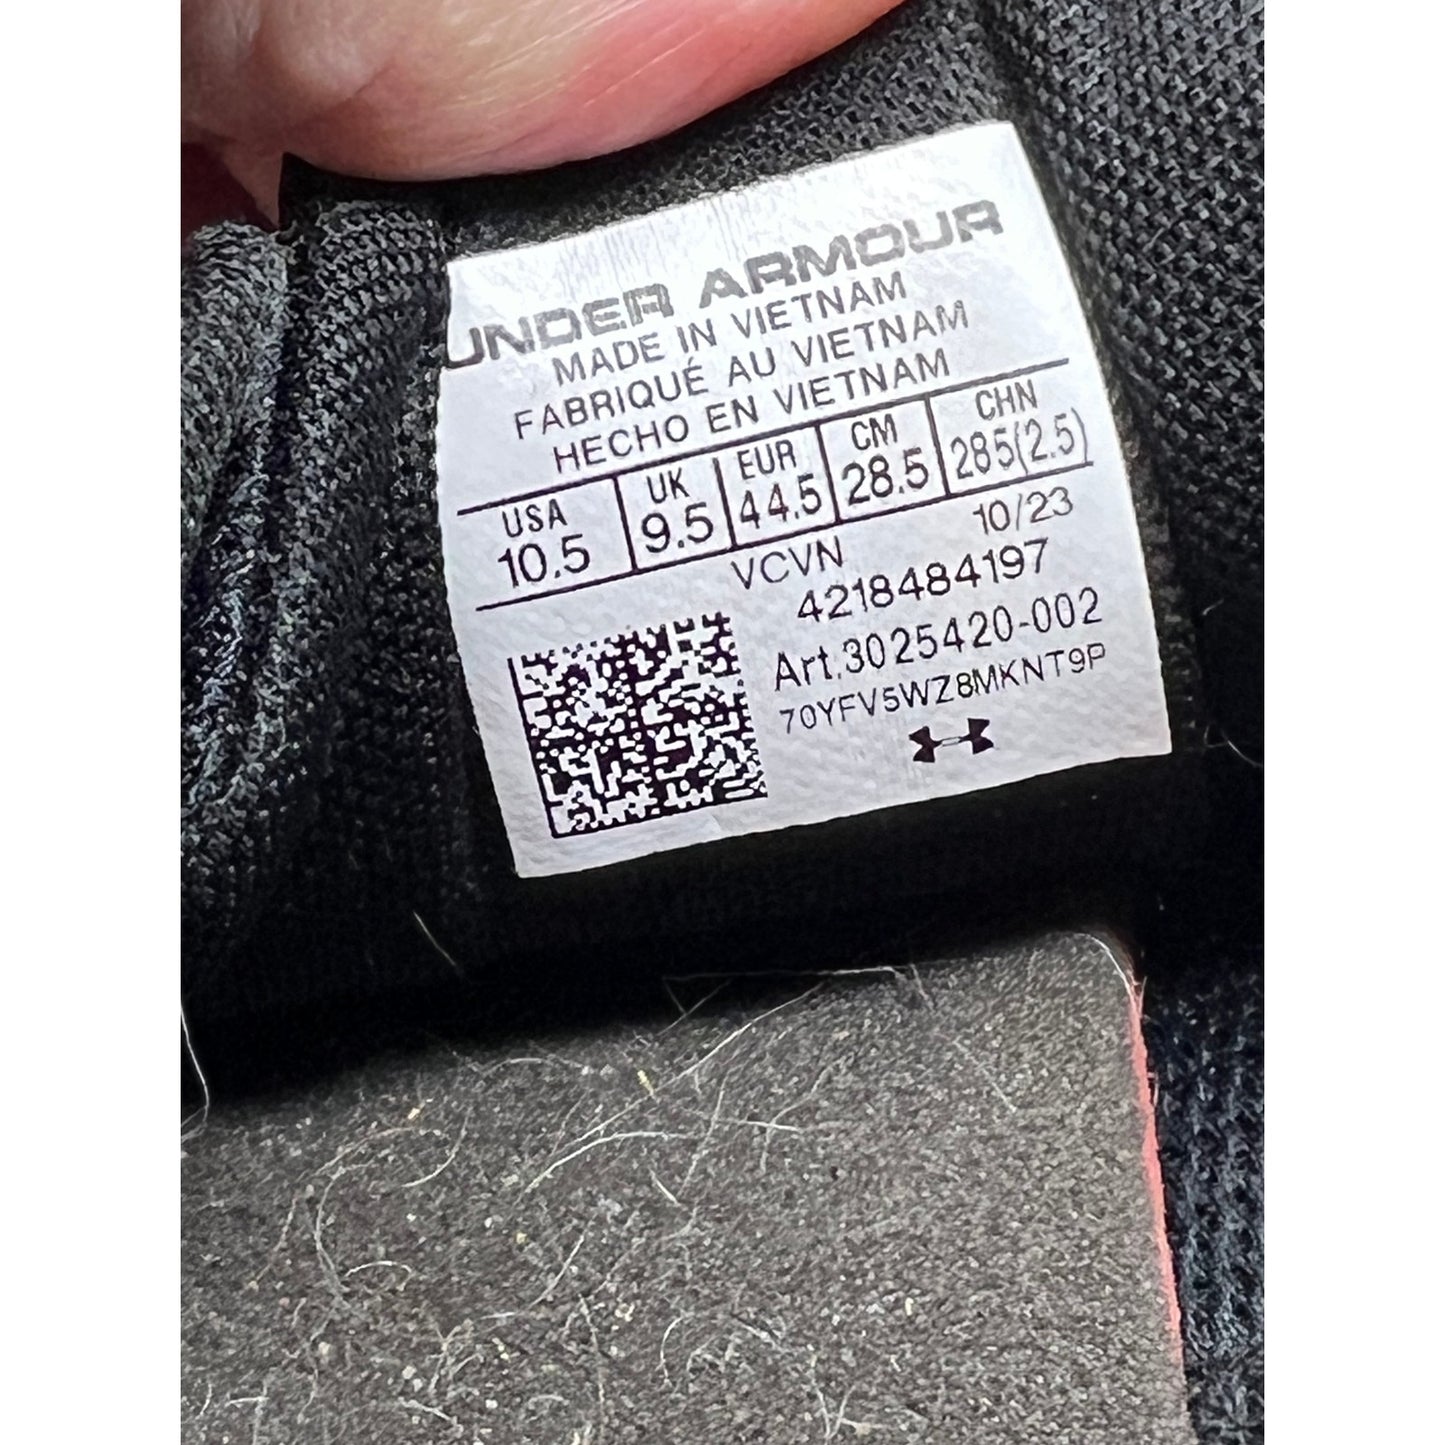 UNDER ARMOUR
MADE IN VIETNAM
FABRIQUÉ AU VIETNAM
HECHO EN VIETNAM
USA UK EUR CM CHN
10.5 9.5 44.5 28.5 285(2.5)
VCVN 10/23
4218484197
Art.3025420-002
70YFV5WZ8MKNT9P